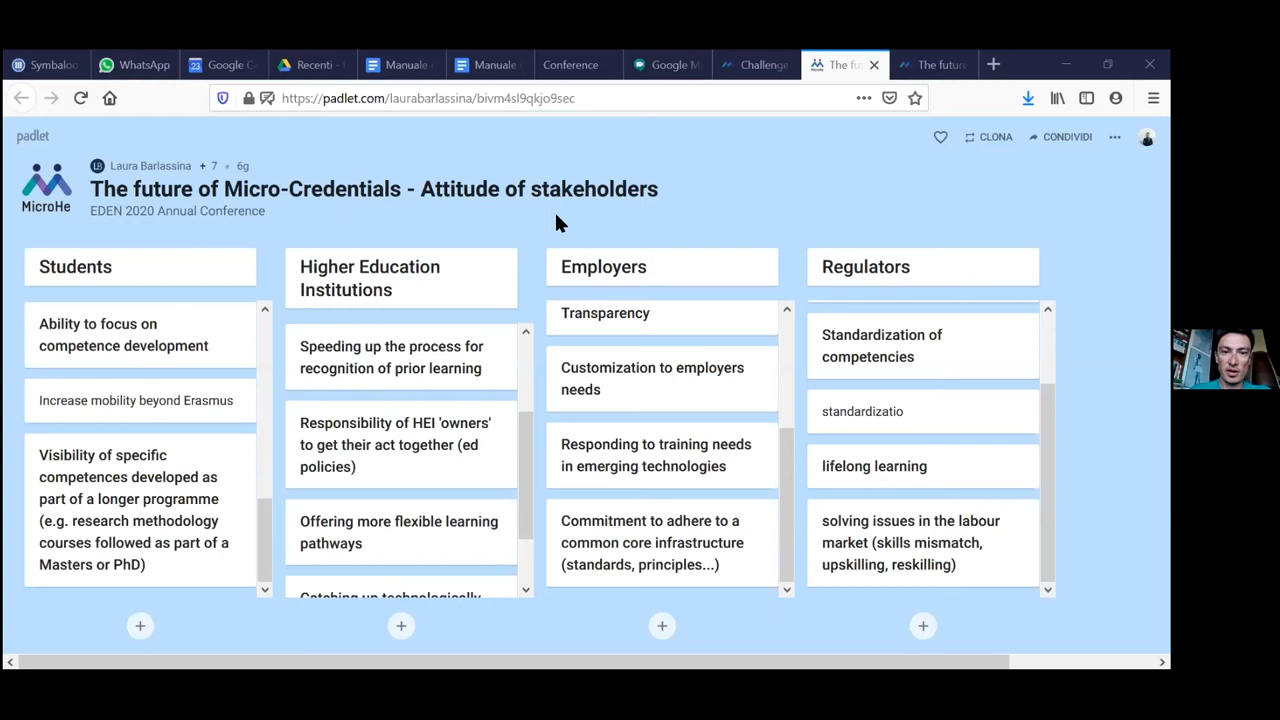 Symbaloo
WhatsApp
23 Google C
Recenti -
Manuale
Manuale
Conference
Google M
Challenge
The fu
The future
https://padlet.com/laurabarlassina/bivm4sl9qkjo9sec
padlet
CLONA
CONDIVIDI
MicroHe
LB Laura Barlassina + 7 • 6g
The future of Micro-Credentials - Attitude of stakeholders
EDEN 2020 Annual Conference
Students
Ability to focus on
competence development
Increase mobility beyond Erasmus
Visibility of specific
competences developed as
part of a longer programme
(e.g. research methodology
courses followed as part of a
Masters or PhD)
Higher Education
Institutions
Speeding up the process for
recognition of prior learning
Responsibility of HEI 'owners'
to get their act together (ed
policies)
Offering more flexible learning
pathways
Catching up technologically
Employers
Transparency
Customization to employers
needs
Responding to training needs
in emerging technologies
Commitment to adhere to a
common core infrastructure
(standards, principles...)
Regulators
Standardization of
competencies
standardizatio
lifelong learning
solving issues in the labour
market (skills mismatch,
upskilling, reskilling)